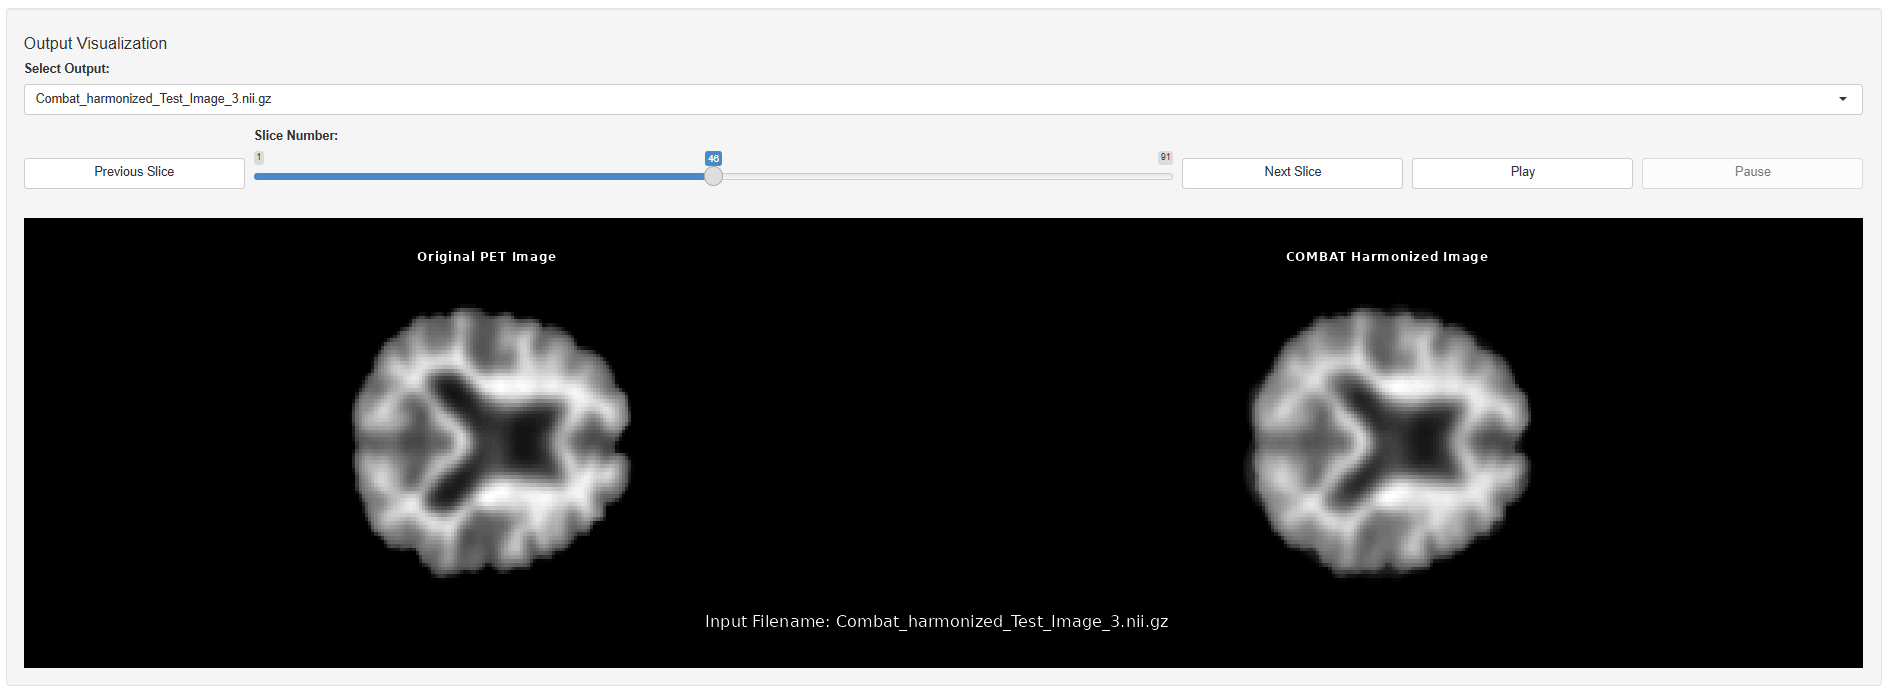 Output Visualization
Select Output:
Combat_harmonized_Test_Image_3.nii.gz
Slice Number:
1 46 91
Previous Slice
Next Slice
Play
Pause
Original PET Image
COMBAT Harmonized Image
Input Filename: Combat_harmonized_Test_Image_3.nii.gz